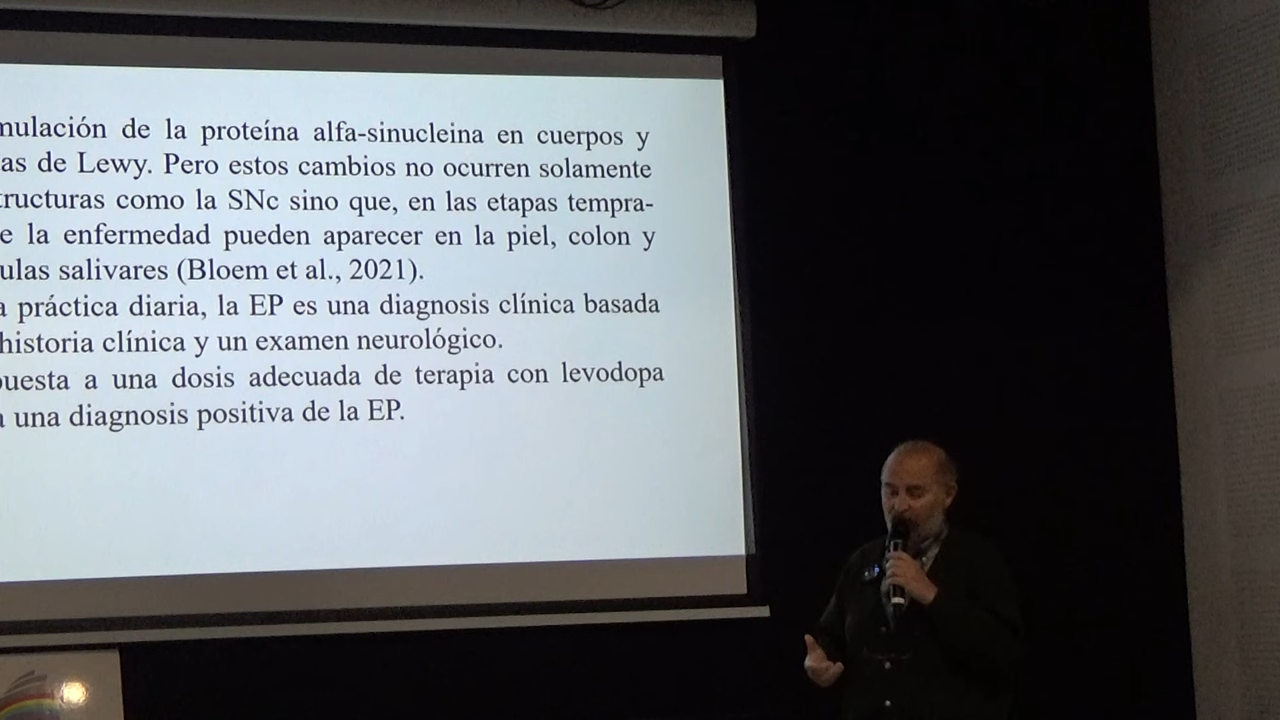 mulación de la proteína alfa-sinucleina en cuerpos y
as de Lewy. Pero estos cambios no ocurren solamente
tructuras como la SNc sino que, en las etapas tempra-
e la enfermedad pueden aparecer en la piel, colon y
ulas salivares (Bloem et al., 2021).
a práctica diaria, la EP es una diagnosis clínica basada
historia clínica y un examen neurológico.
puesta a una dosis adecuada de terapia con levodopa
a una diagnosis positiva de la EP.